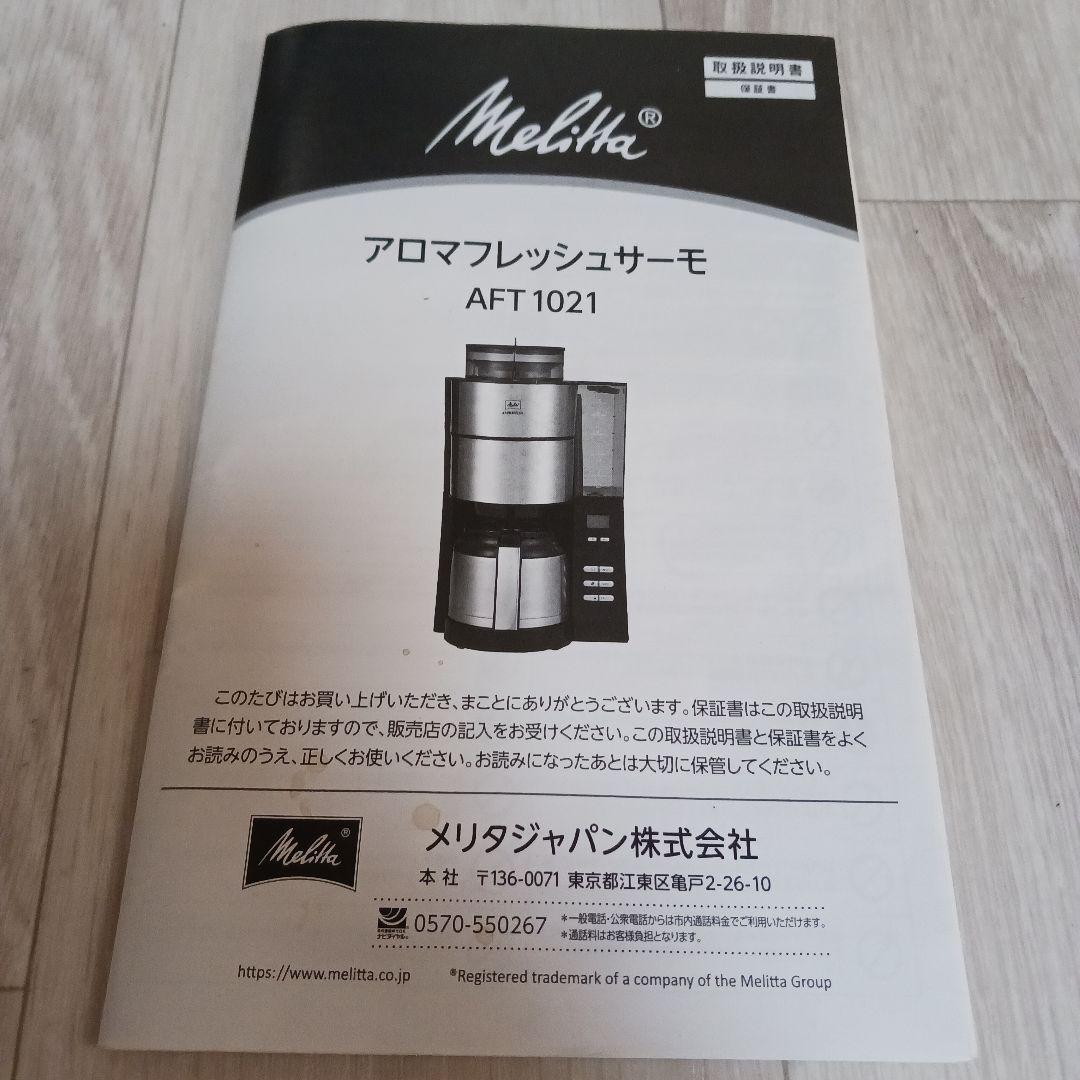 取扱説明書
保証書
Melitta®
アロマフレッシュサーモ
AFT 1021
このたびはお買い上げいただき、まことにありがとうございます。保証書はこの取扱説明
書に付いておりますので、販売店の記入をお受けください。この取扱説明書と保証書をよく
お読みのうえ、正しくお使いください。お読みになったあとは大切に保管してください。
Melitta®
メリタジャパン株式会社
本社 〒136-0071 東京都江東区亀戸2-26-10
ナビダイヤル
0570-550267
*一般電話・公衆電話からは市内通話料金でご利用いただけます。
*通話料はお客様負担となります。
https://www.melitta.co.jp
®Registered trademark of a company of the Melitta Group